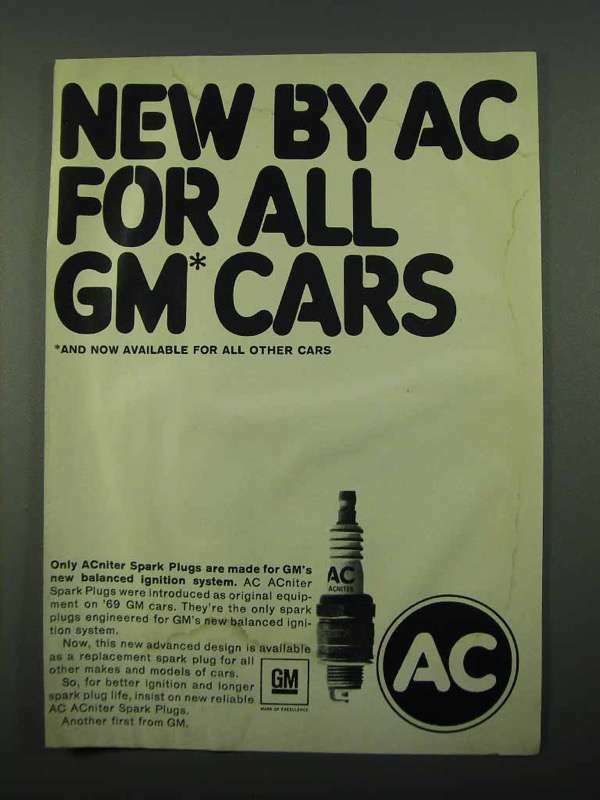 NEW BY AC
FOR ALL
GM* CARS
*AND NOW AVAILABLE FOR ALL OTHER CARS
Only ACniter Spark Plugs are made for GM's
new balanced ignition system. AC ACniter
Spark Plugs were introduced as original equip-
ment on '69 GM cars. They're the only spark
plugs engineered for GM's new balanced igni-
tion system.
Now, this new advanced design is available
as a replacement spark plug for all
other makes and models of cars.
So, for better ignition and longer
spark plug life, insist on new reliable
AC ACniter Spark Plugs.
Another first from GM.
GM
MARK OF EXCELLENCE
AC
ACNITER
AC